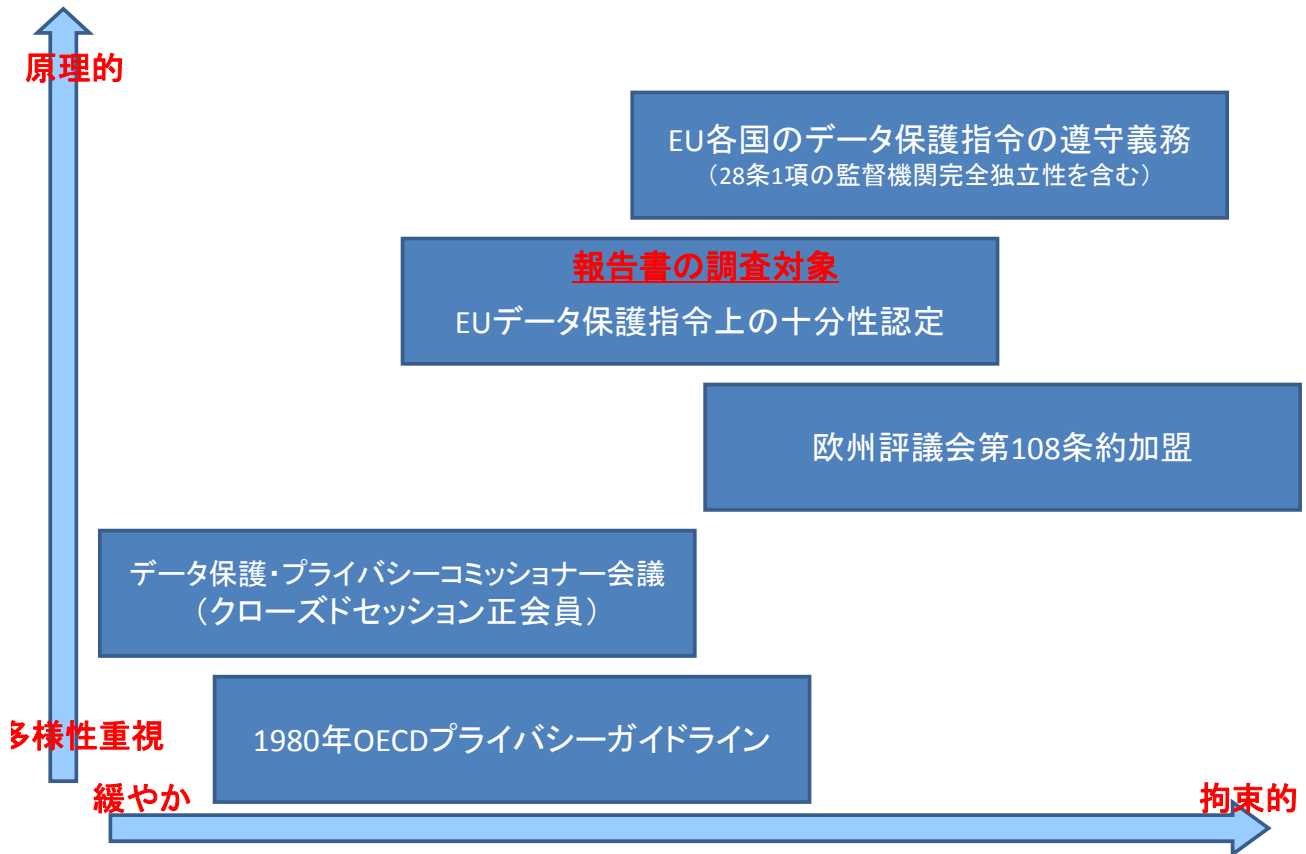 原理的
EU各国のデータ保護指令の遵守義務
（28条1項の監督機関完全独立性を含む）
報告書の調査対象
EUデータ保護指令上の十分性認定
欧州評議会第108条約加盟
データ保護・プライバシーコミッショナー会議
（クローズドセッション正会員）
多様性重視
1980年OECDプライバシーガイドライン
緩やか
拘束的